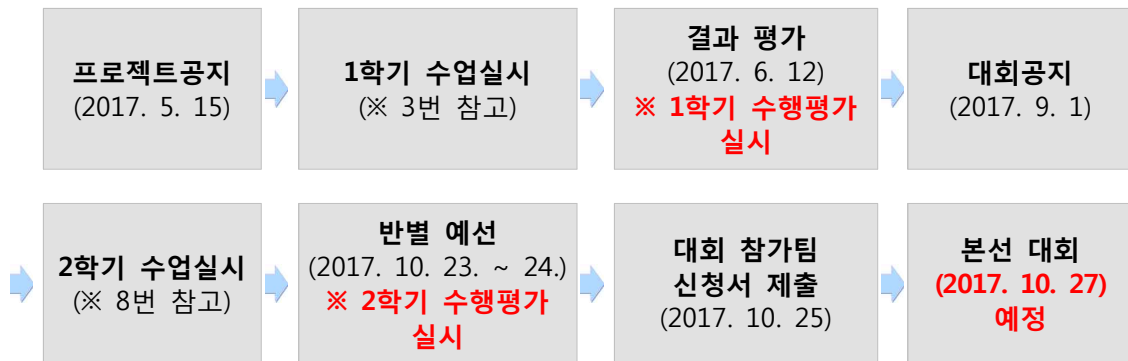 프로젝트공지
(2017. 5. 15)
1학기 수업실시
(※ 3번 참고)
결과 평가
(2017. 6. 12)
※ 1학기 수행평가
실시
대회공지
(2017. 9. 1)
2학기 수업실시
(※ 8번 참고)
반별 예선
(2017. 10. 23. ~ 24.)
※ 2학기 수행평가
실시
대회 참가팀
신청서 제출
(2017. 10. 25)
본선 대회
(2017. 10. 27)
예정